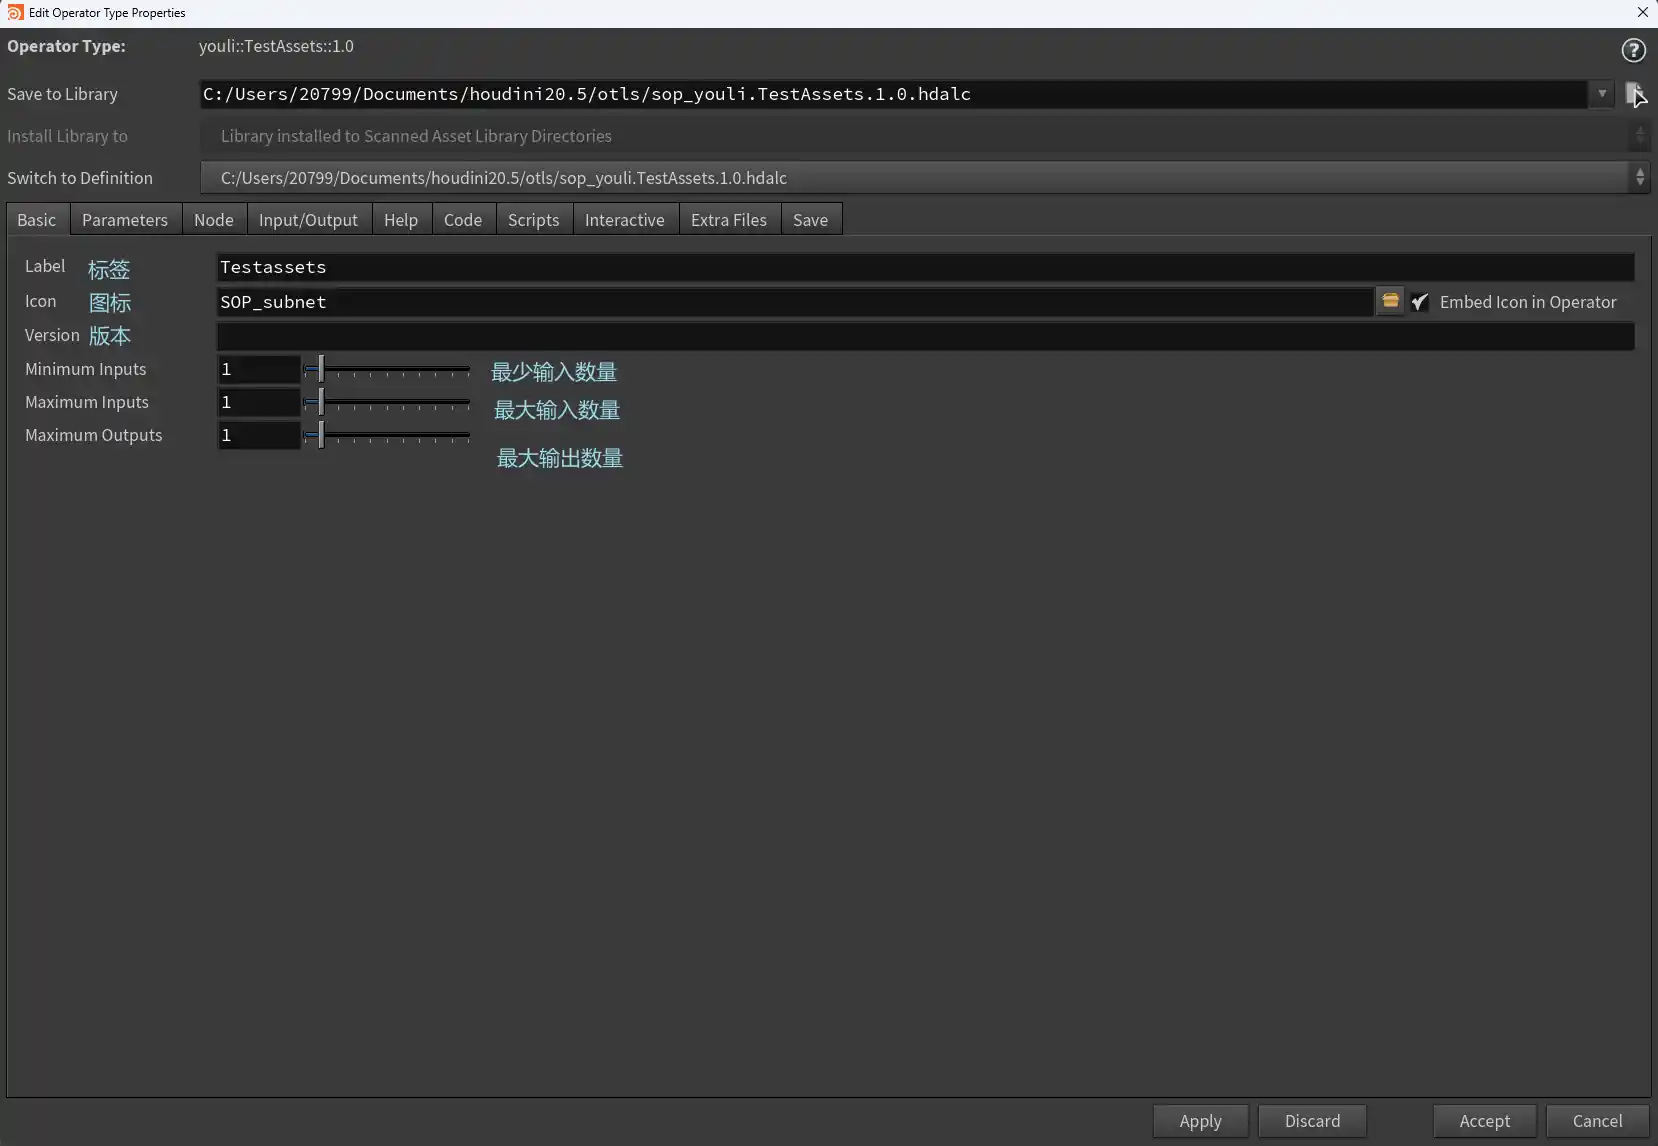 Edit Operator Type Properties
Operator Type: youli::TestAssets::1.0
Save to Library C:/Users/20799/Documents/houdini20.5/otls/sop_youli.TestAssets.1.0.hdalc
Install Library to Library installed to Scanned Asset Library Directories
Switch to Definition C:/Users/20799/Documents/houdini20.5/otls/sop_youli.TestAssets.1.0.hdalc
Basic Parameters Node Input/Output Help Code Scripts Interactive Extra Files Save
Label 标签 Testassets
Icon 图标 SOP_subnet Embed Icon in Operator
Version 版本
Minimum Inputs 1 最少输入数量
Maximum Inputs 1 最大输入数量
Maximum Outputs 1 最大输出数量
Apply Discard Accept Cancel